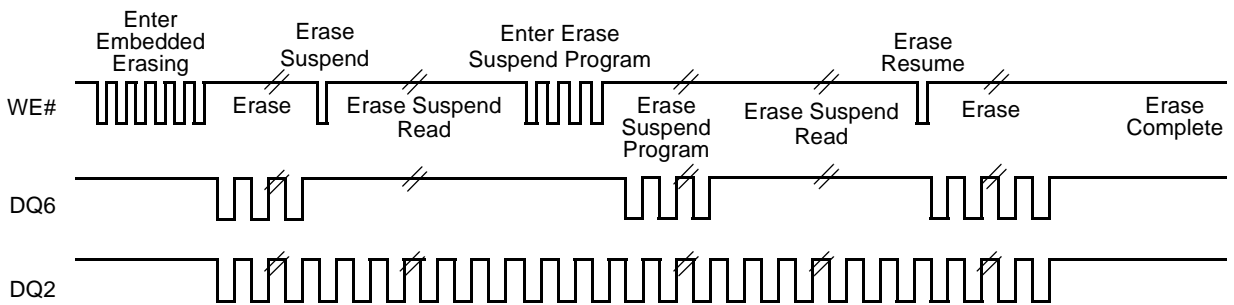 Enter
Embedded
Erasing
Erase
Suspend
Enter Erase
Suspend Program
Erase
Resume
WE#
Erase
Erase Suspend
Read
Erase
Suspend
Program
Erase Suspend
Read
Erase
Erase
Complete
DQ6
DQ2